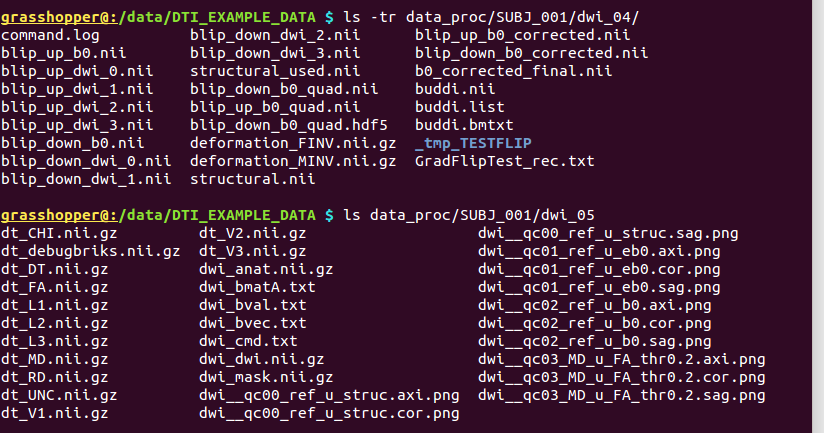 grasshopper@:/data/DTI_EXAMPLE_DATA $ ls -tr data_proc/SUBJ_001/dwi_04/
command.log blip_down_dwi_2.nii blip_up_b0_corrected.nii
blip_up_b0.nii blip_down_dwi_3.nii blip_down_b0_corrected.nii
blip_up_dwi_0.nii structural_used.nii b0_corrected_final.nii
blip_up_dwi_1.nii blip_down_b0_quad.nii buddi.nii
blip_up_dwi_2.nii blip_up_b0_quad.nii buddi.list
blip_up_dwi_3.nii blip_down_b0_quad.hdf5 buddi.bmtxt
blip_down_b0.nii deformation_FINV.nii.gz _tmp_TESTFLIP
blip_down_dwi_0.nii deformation_MINV.nii.gz GradFlipTest_rec.txt
blip_down_dwi_1.nii structural.nii
grasshopper@:/data/DTI_EXAMPLE_DATA $ ls data_proc/SUBJ_001/dwi_05
dt_CHI.nii.gz dt_V2.nii.gz dwi__qc00_ref_u_struc.sag.png
dt_debugbriks.nii.gz dt_V3.nii.gz dwi__qc01_ref_u_eb0.axi.png
dt_DT.nii.gz dwi_anat.nii.gz dwi__qc01_ref_u_eb0.cor.png
dt_FA.nii.gz dwi_bmatA.txt dwi__qc01_ref_u_eb0.sag.png
dt_L1.nii.gz dwi_bval.txt dwi__qc02_ref_u_b0.axi.png
dt_L2.nii.gz dwi_bvec.txt dwi__qc02_ref_u_b0.cor.png
dt_L3.nii.gz dwi_cmd.txt dwi__qc02_ref_u_b0.sag.png
dt_MD.nii.gz dwi_dwi.nii.gz dwi__qc03_MD_u_FA_thr0.2.axi.png
dt_RD.nii.gz dwi_mask.nii.gz dwi__qc03_MD_u_FA_thr0.2.cor.png
dt_UNC.nii.gz dwi__qc00_ref_u_struc.axi.png dwi__qc03_MD_u_FA_thr0.2.sag.png
dt_V1.nii.gz dwi__qc00_ref_u_struc.cor.png